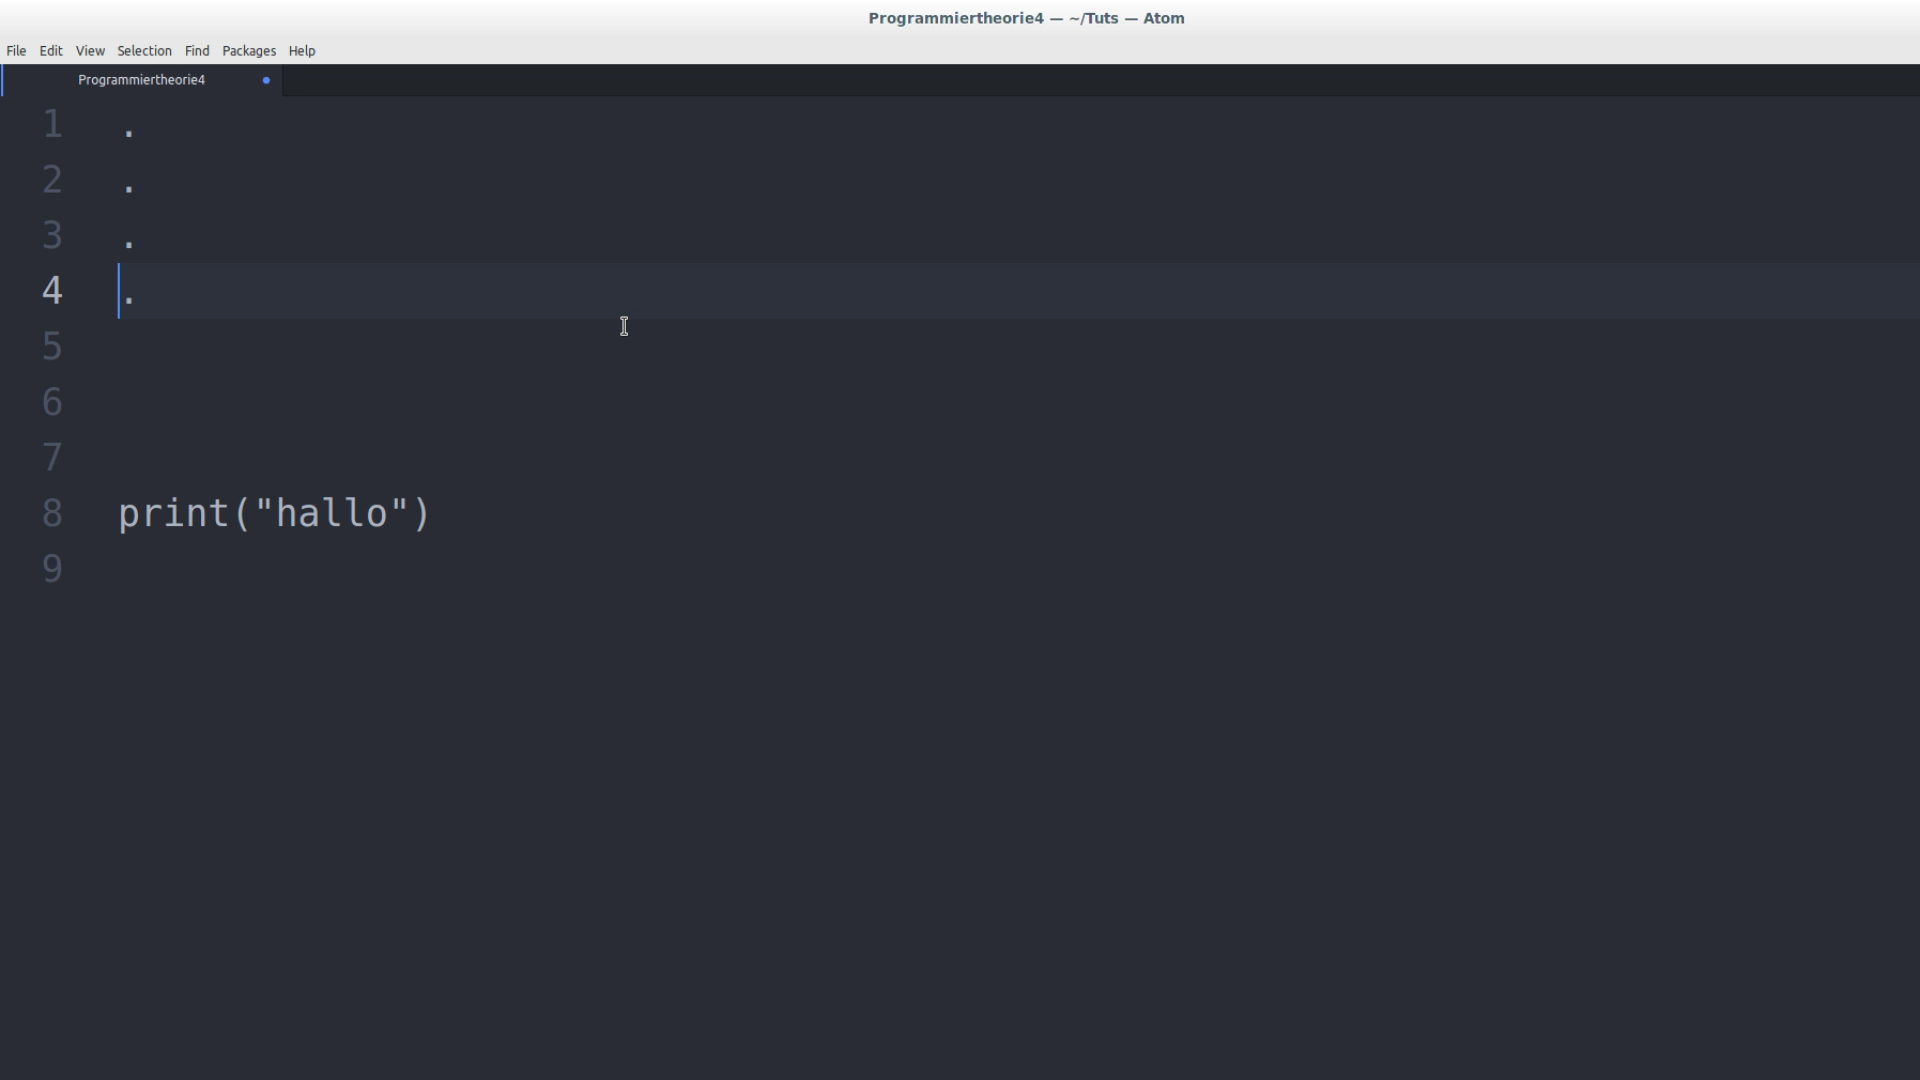 Programmiertheorie4 — ~/Tuts — Atom
File Edit View Selection Find Packages Help
Programmiertheorie4
1 .
2 .
3 .
4 .
5
6
7
8 print("hallo")
9